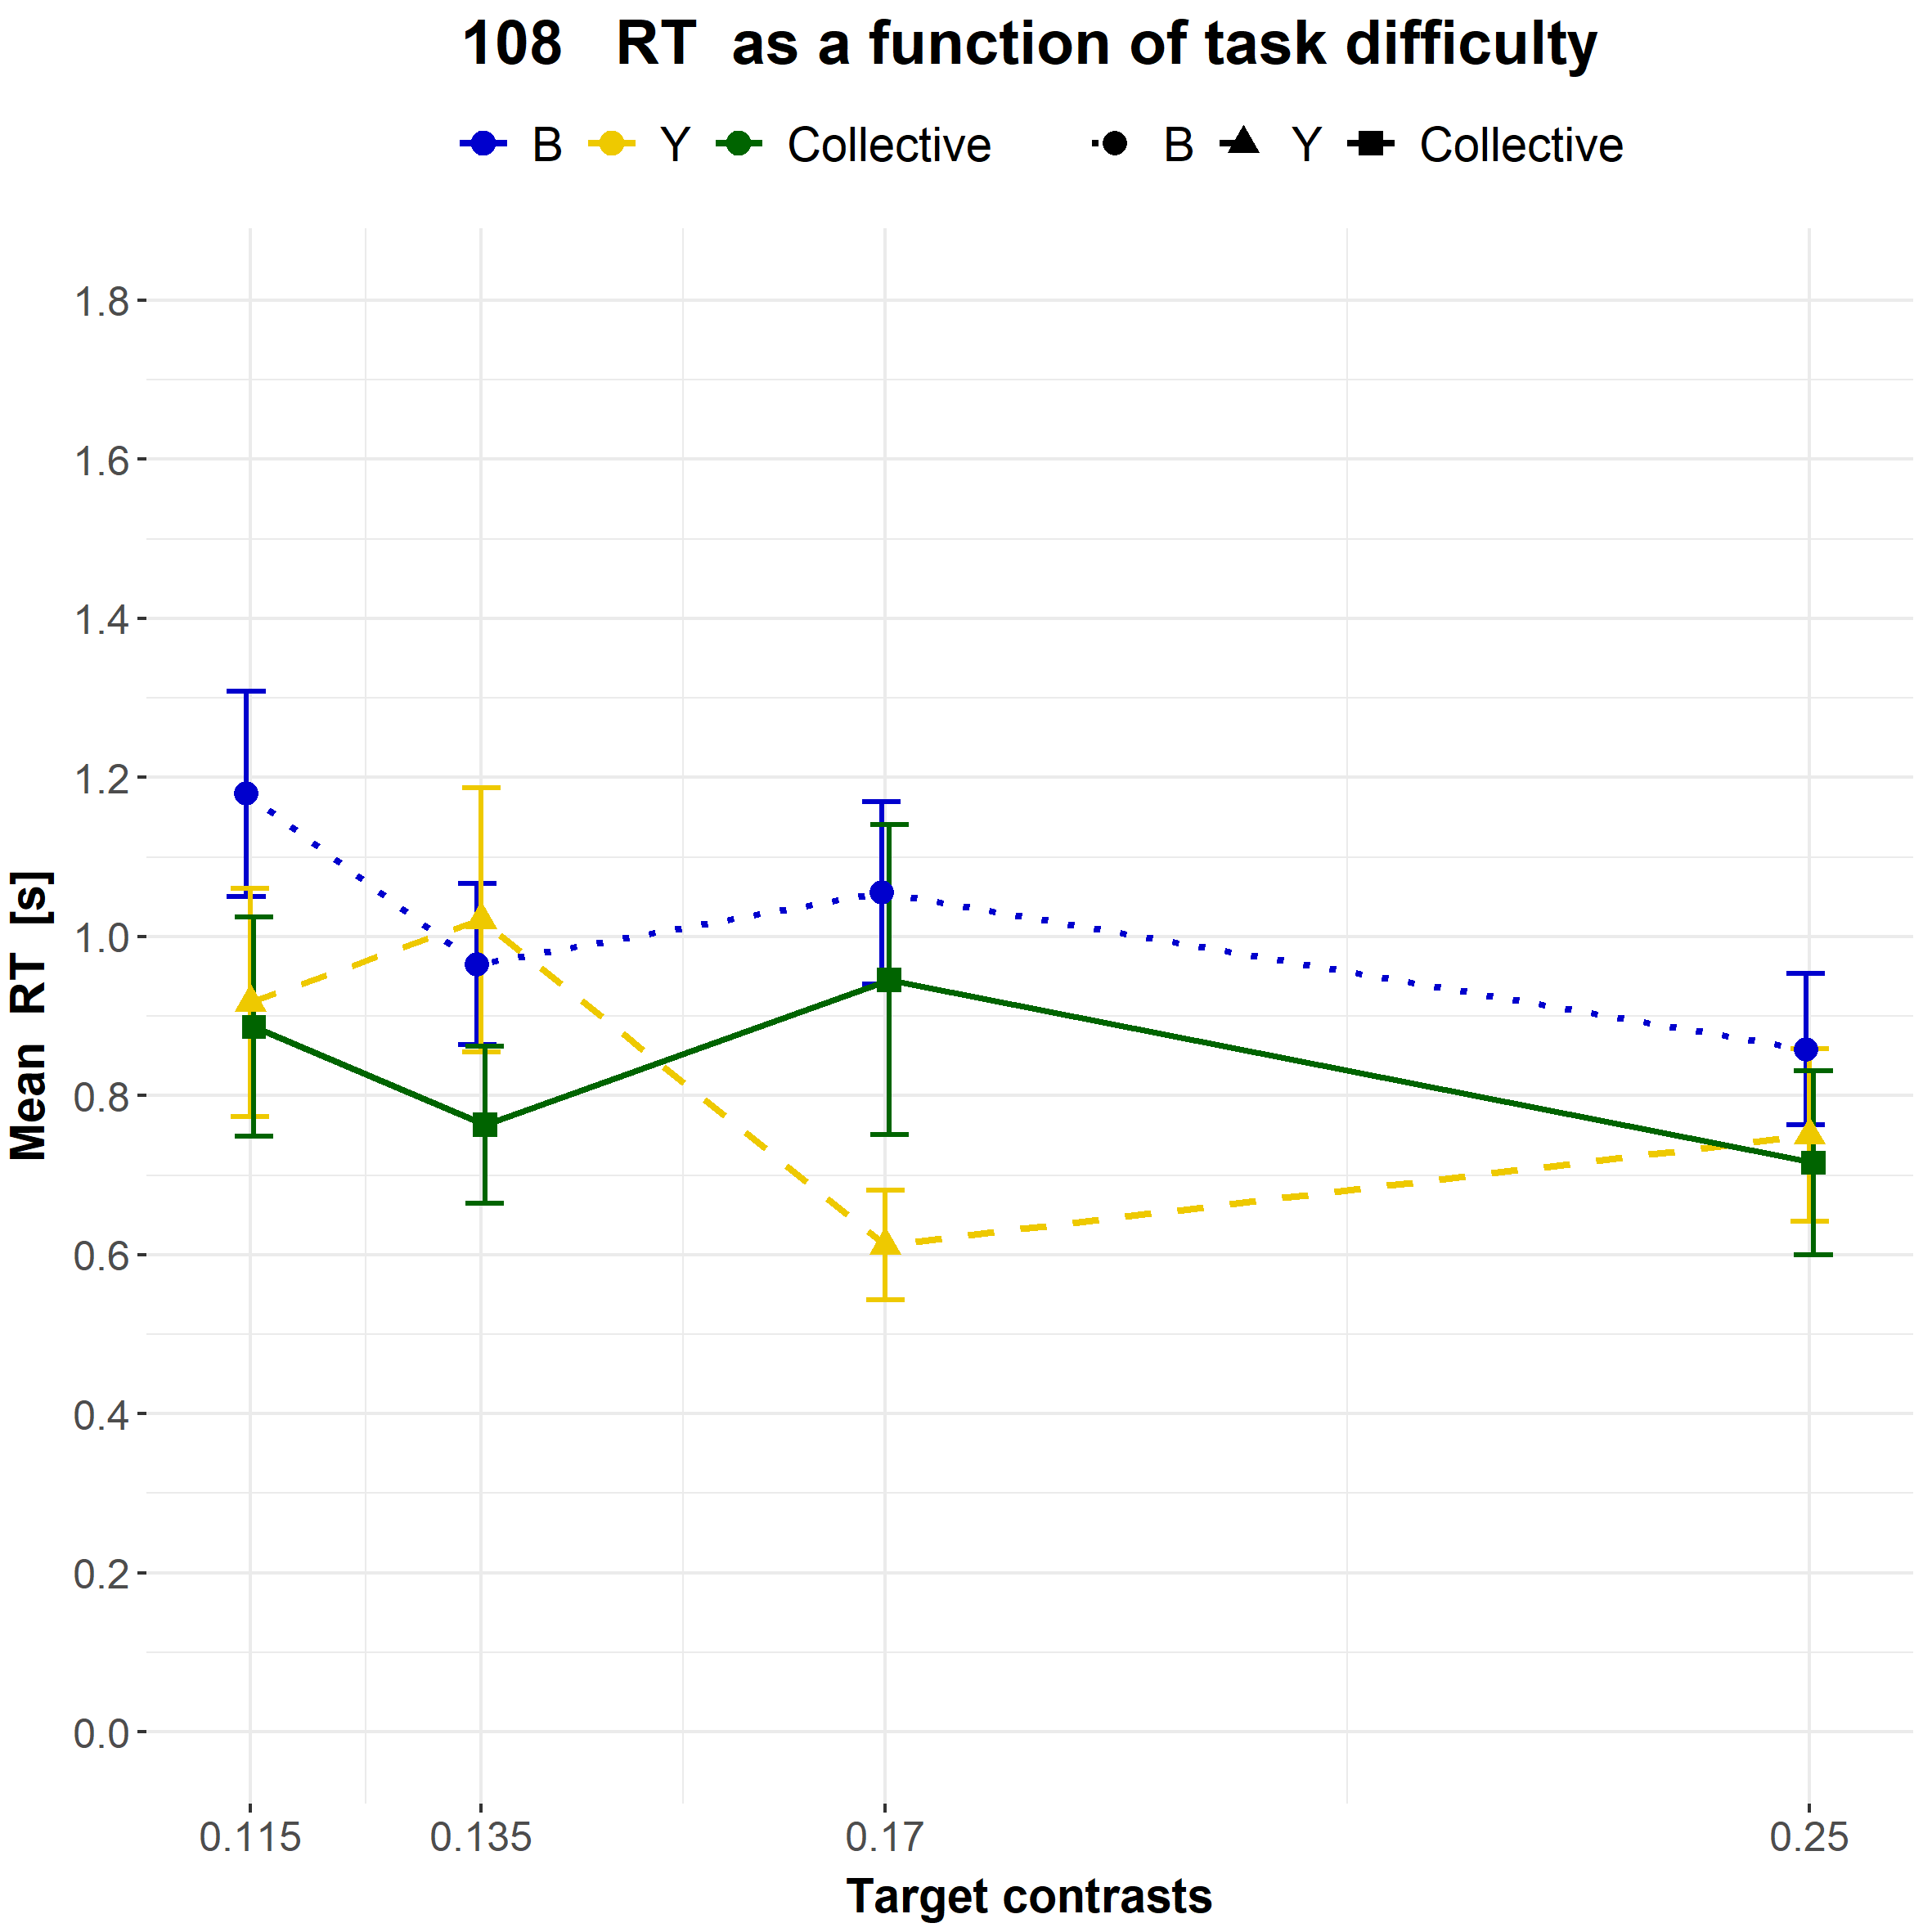 108 RT as a function of task difficulty
B Y Collective B Y Collective
1.8
1.6
1.4
1.2
1.0
0.8
0.6
0.4
0.2
0.0
Mean RT [s]
0.115 0.135 0.17 0.25
Target contrasts